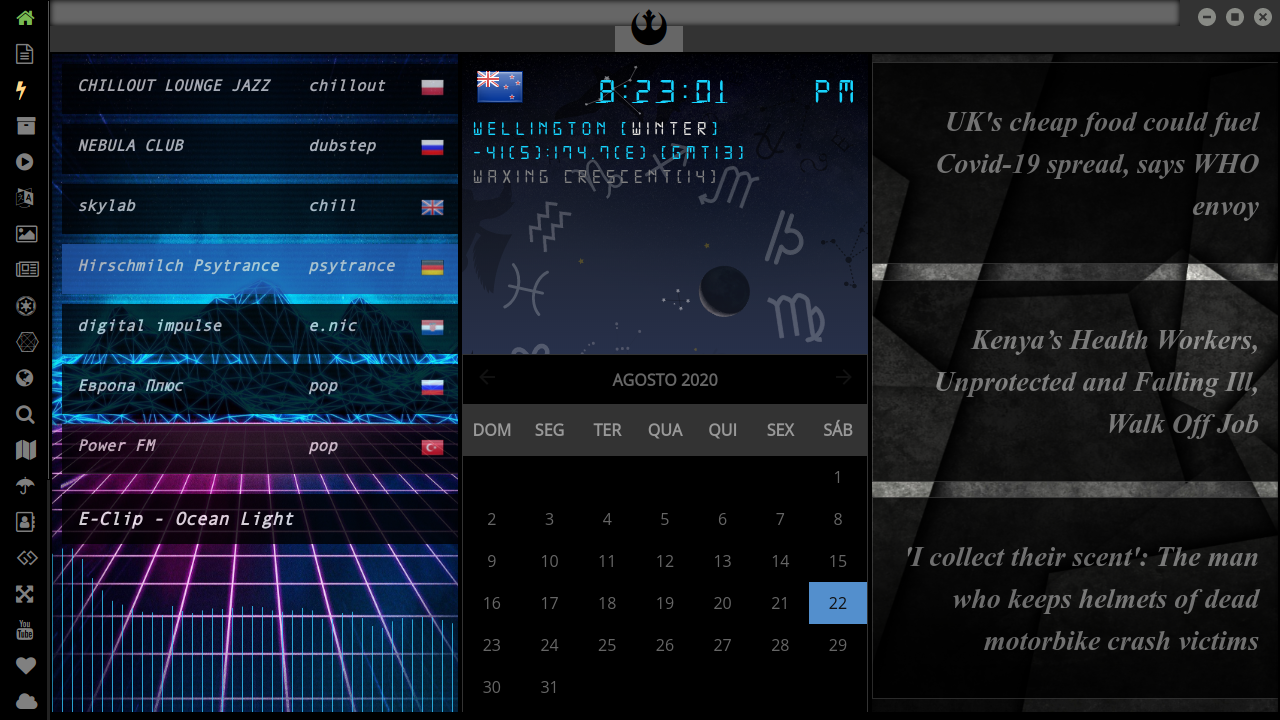 CHILLOUT LOUNGE JAZZ chillout
NEBULA CLUB dubstep
skylab chill
Hirschmilch Psytrance psytrance
digital impulse e.nic
Европа Плюс pop
Power FM pop
E-Clip - Ocean Light
8:23:01 PM
WELLINGTON (WINTER)
-41(S):174.7(E) (GMT13)
WAXING CRESCENT(14)
AGOSTO 2020
DOM SEG TER QUA QUI SEX SÁB
1
2 3 4 5 6 7 8
9 10 11 12 13 14 15
16 17 18 19 20 21 22
23 24 25 26 27 28 29
30 31
UK's cheap food could fuel
Covid-19 spread, says WHO
envoy
Kenya’s Health Workers,
Unprotected and Falling Ill,
Walk Off Job
'I collect their scent': The man
who keeps helmets of dead
motorbike crash victims
You
Tube